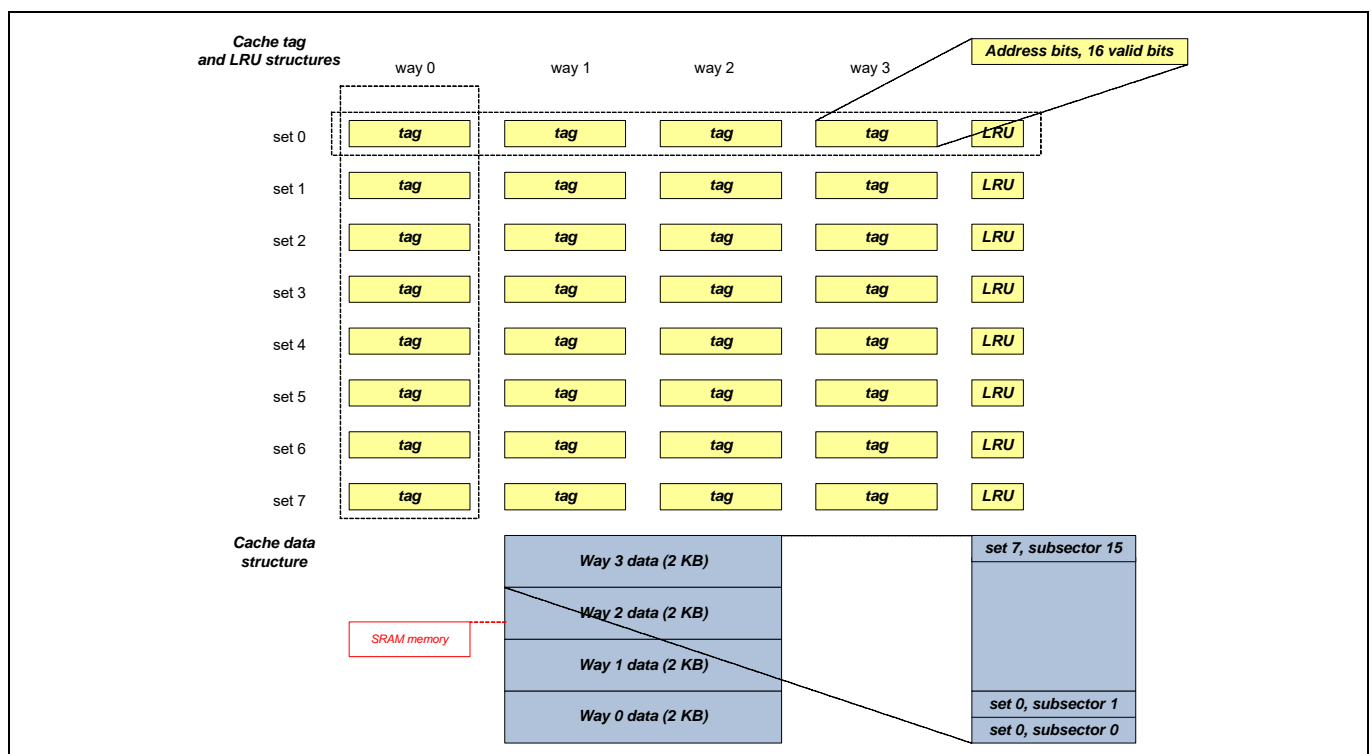 Cache tag
and LRU structures
way 0
way 1
way 2
way 3
Address bits, 16 valid bits
set 0
tag
tag
tag
tag
LRU
set 1
tag
tag
tag
tag
LRU
set 2
tag
tag
tag
tag
LRU
set 3
tag
tag
tag
tag
LRU
set 4
tag
tag
tag
tag
LRU
set 5
tag
tag
tag
tag
LRU
set 6
tag
tag
tag
tag
LRU
set 7
tag
tag
tag
tag
LRU
Cache data
structure
Way 3 data (2 KB)
Way 2 data (2 KB)
Way 1 data (2 KB)
Way 0 data (2 KB)
SRAM memory
set 7, subsector 15
set 0, subsector 1
set 0, subsector 0